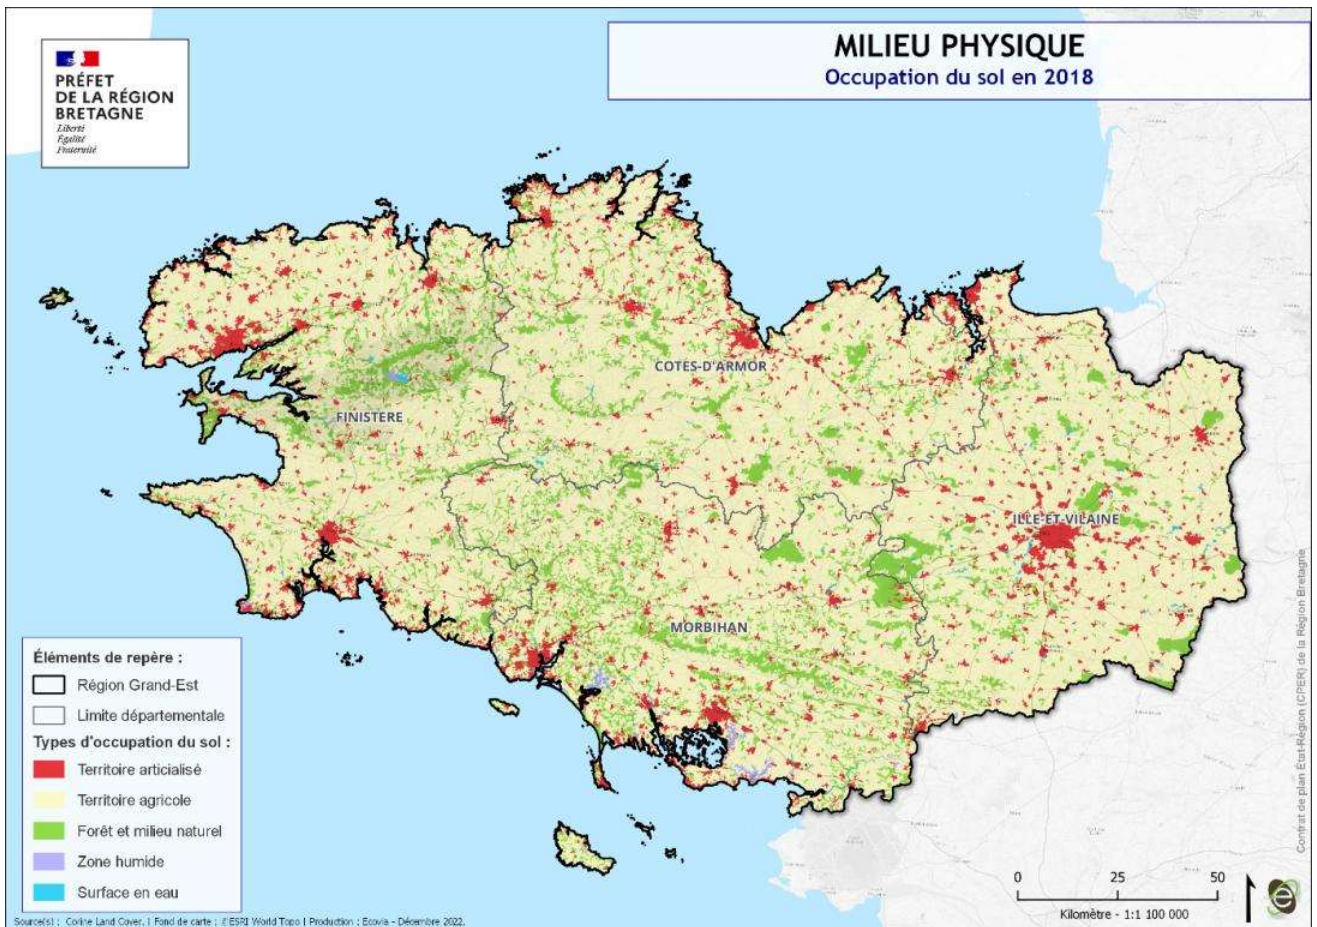 MILIEU PHYSIQUE
Occupation du sol en 2018
PRÉFET
DE LA RÉGION
BRETAGNE
Liberté
Égalité
Fraternité
CÔTES-D'ARMOR
FINISTÈRE
ILLE-ET-VILAINE
MORBIHAN
Éléments de repère :
Région Grand-Est
Limite départementale
Types d'occupation du sol :
Territoire articialisé
Territoire agricole
Forêt et milieu naturel
Zone humide
Surface en eau
0 25 50
Kilomètre - 1:1 100 000
Contrat de plan État-Région (CPER) de la Région Bretagne
Source(s) : Corine Land Cover, | Fond de carte : ESRI World Topo | Production : Ecovia - Décembre 2022.